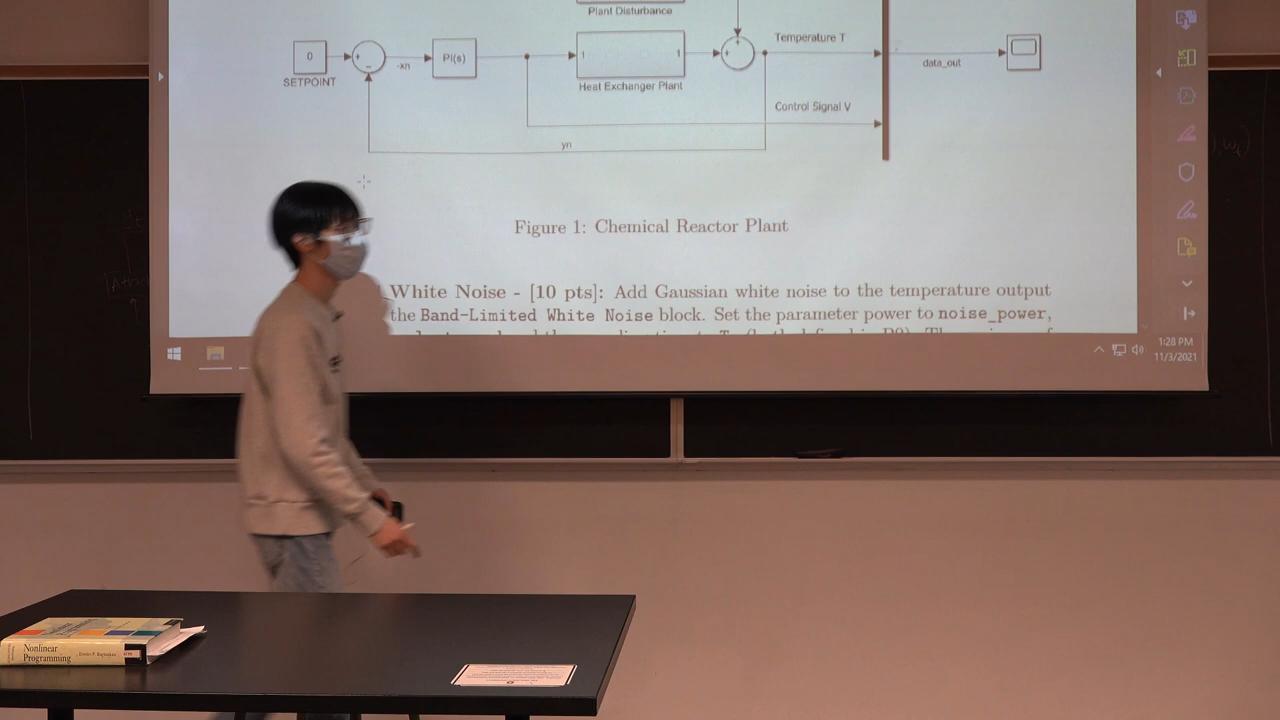 Plant Disturbance
0
SETPOINT
-xn
PI(s)
1
1
Heat Exchanger Plant
Temperature T
Control Signal V
data_out
yn
Figure 1: Chemical Reactor Plant
White Noise - [10 pts]: Add Gaussian white noise to the temperature output
the Band-Limited White Noise block. Set the parameter power to noise_power,
1:28 PM
11/3/2021
Nonlinear
Programming